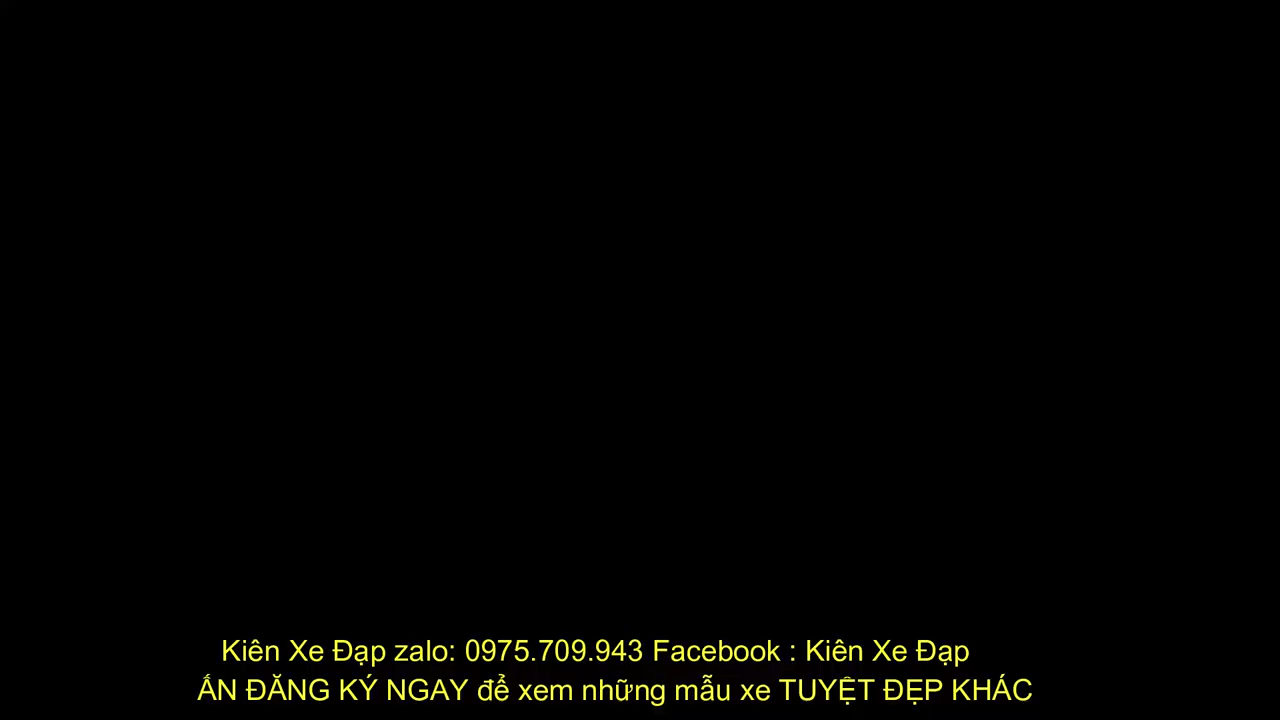 Kiên Xe Đạp zalo: 0975.709.943 Facebook : Kiên Xe Đạp
ẤN ĐĂNG KÝ NGAY để xem những mẫu xe TUYỆT ĐẸP KHÁC